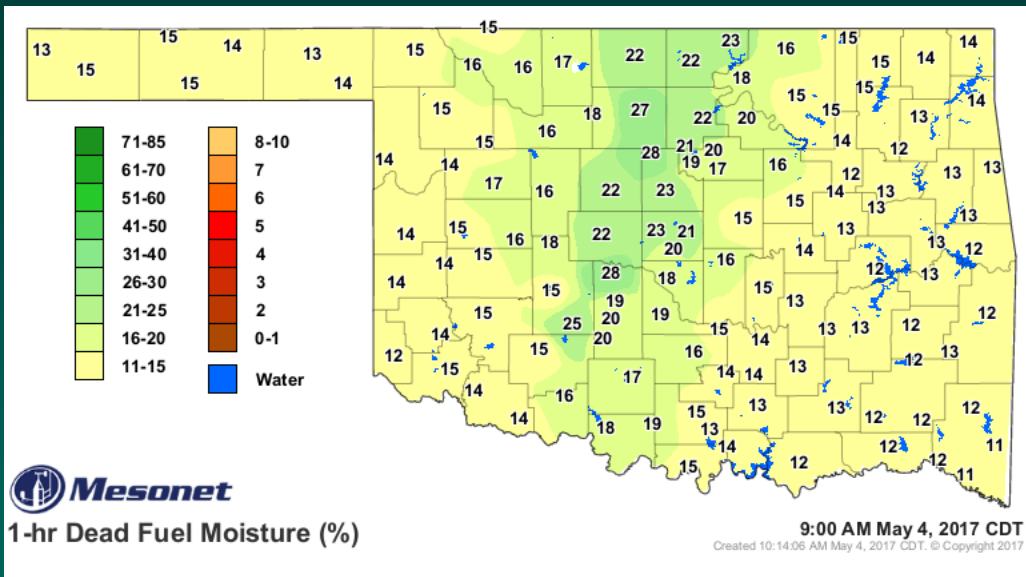 15
13 15 14 13 15 22 22 23 16 15 14
15 15 14 16 16 17 18 15 14
15 18 27 22 20 15 15 15 13 14
15 16 28 21 20 14 12
14 14 17 16 22 23 19 17 16 12 14 13 13 13
14 15 16 18 22 23 21 15 15 13 13 13
14 15 20 16 14 12 13 12
14 15 28 18 15 13 13
15 19 19 12
14 25 20 15 14 13 13 12
12 15 15 20 16 14 14 13 12 13
14 16 17 15 13 13 12 12 12
14 18 19 13 14 12 12 11
15 12 12 11
71-85 8-10
61-70 7
51-60 6
41-50 5
31-40 4
26-30 3
21-25 2
16-20 0-1
11-15 Water
Mesonet
1-hr Dead Fuel Moisture (%)
9:00 AM May 4, 2017 CDT
Created 10:14:06 AM May 4, 2017 CDT. © Copyright 2017